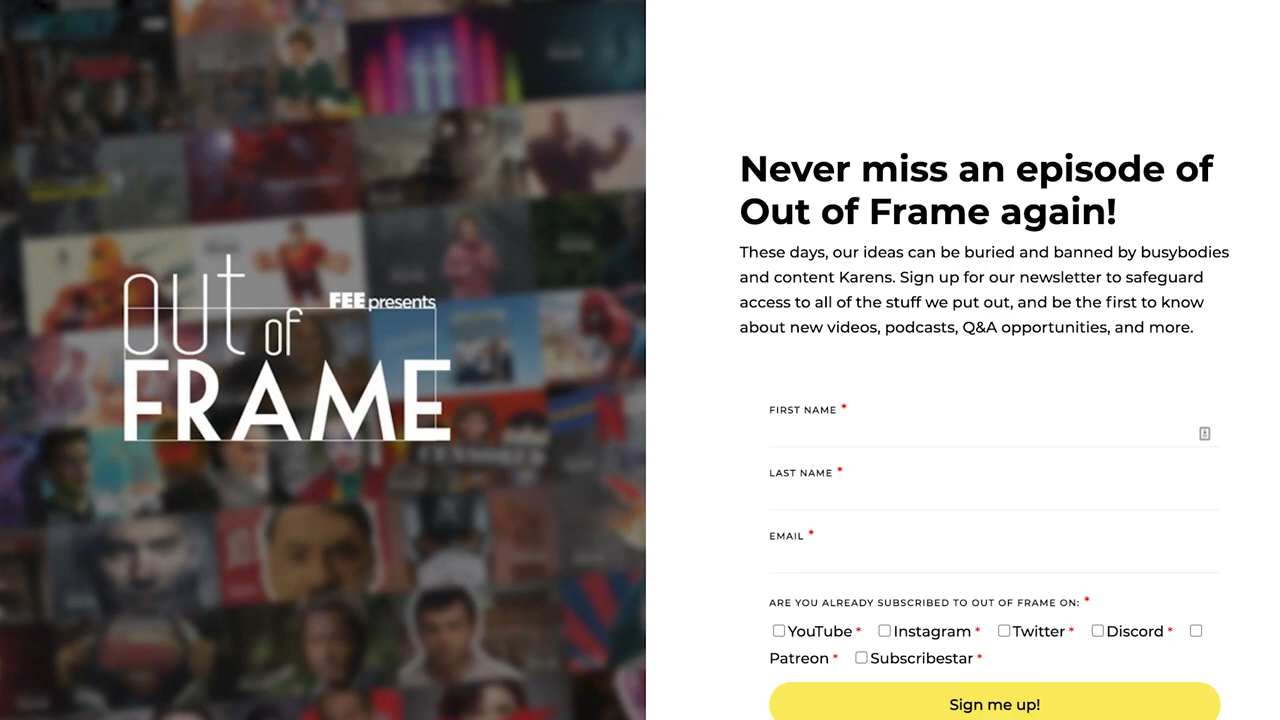 out of
FEE presents
FRAME
Never miss an episode of
Out of Frame again!
These days, our ideas can be buried and banned by busybodies
and content Karens. Sign up for our newsletter to safeguard
access to all of the stuff we put out, and be the first to know
about new videos, podcasts, Q&A opportunities, and more.
FIRST NAME *
LAST NAME *
EMAIL *
ARE YOU ALREADY SUBSCRIBED TO OUT OF FRAME ON: *
YouTube * Instagram * Twitter * Discord *
Patreon * Subscribestar *
Sign me up!